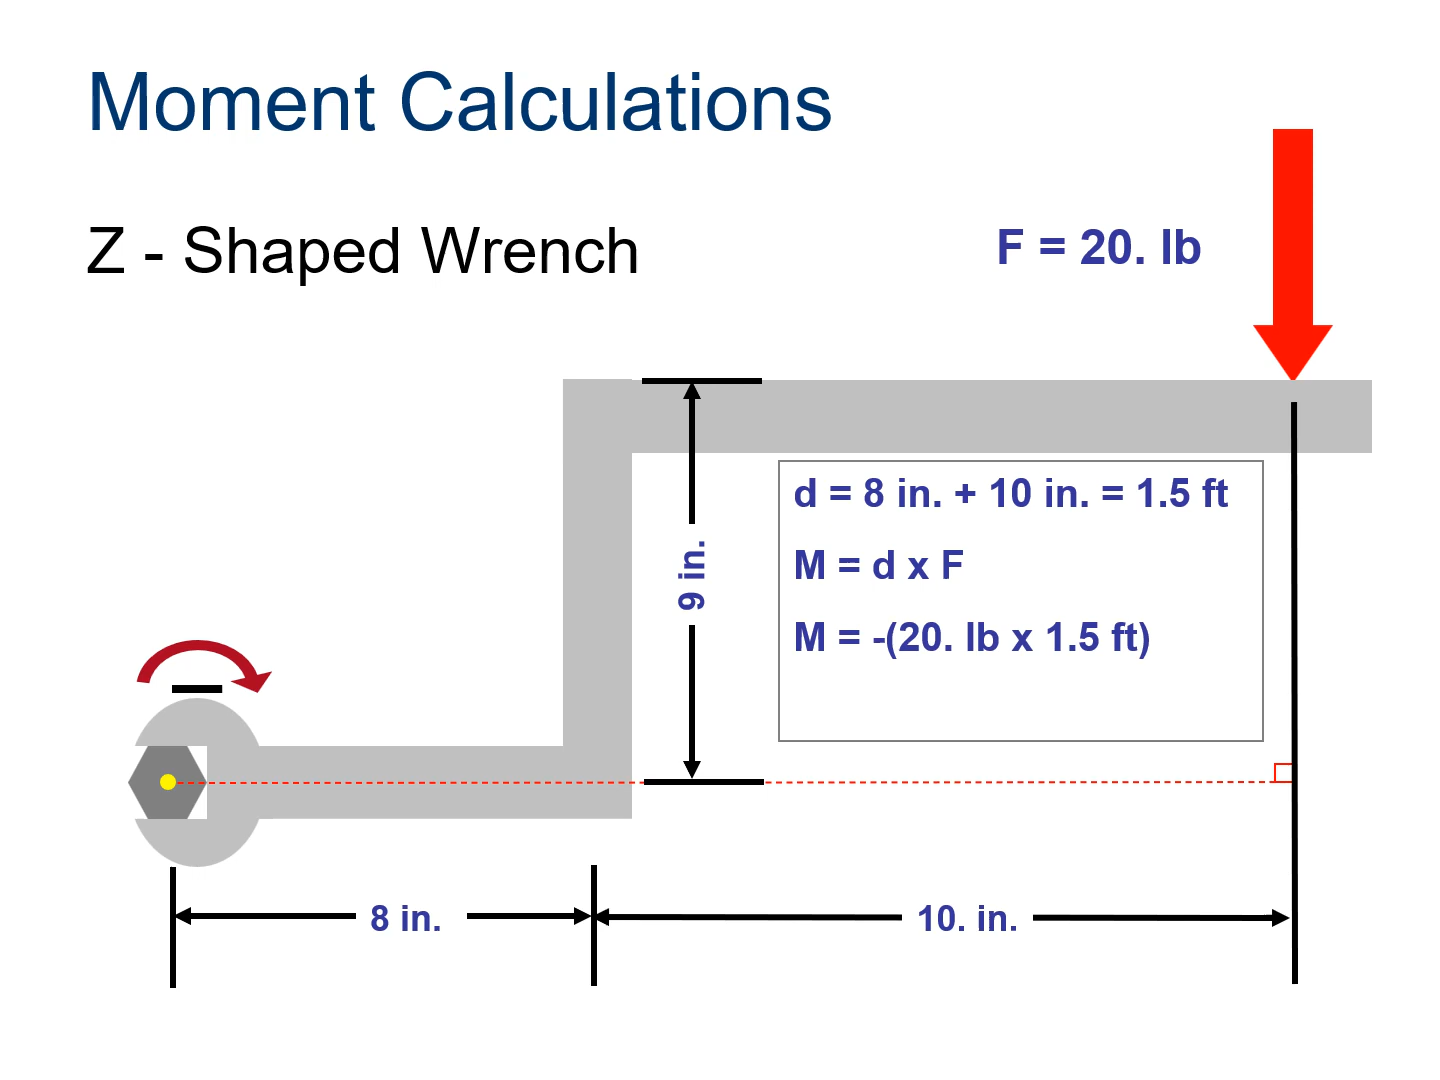 Moment Calculations
Z - Shaped Wrench
F = 20. lb
d = 8 in. + 10 in. = 1.5 ft
M = d x F
M = -(20. lb x 1.5 ft)
9 in.
8 in.
10. in.